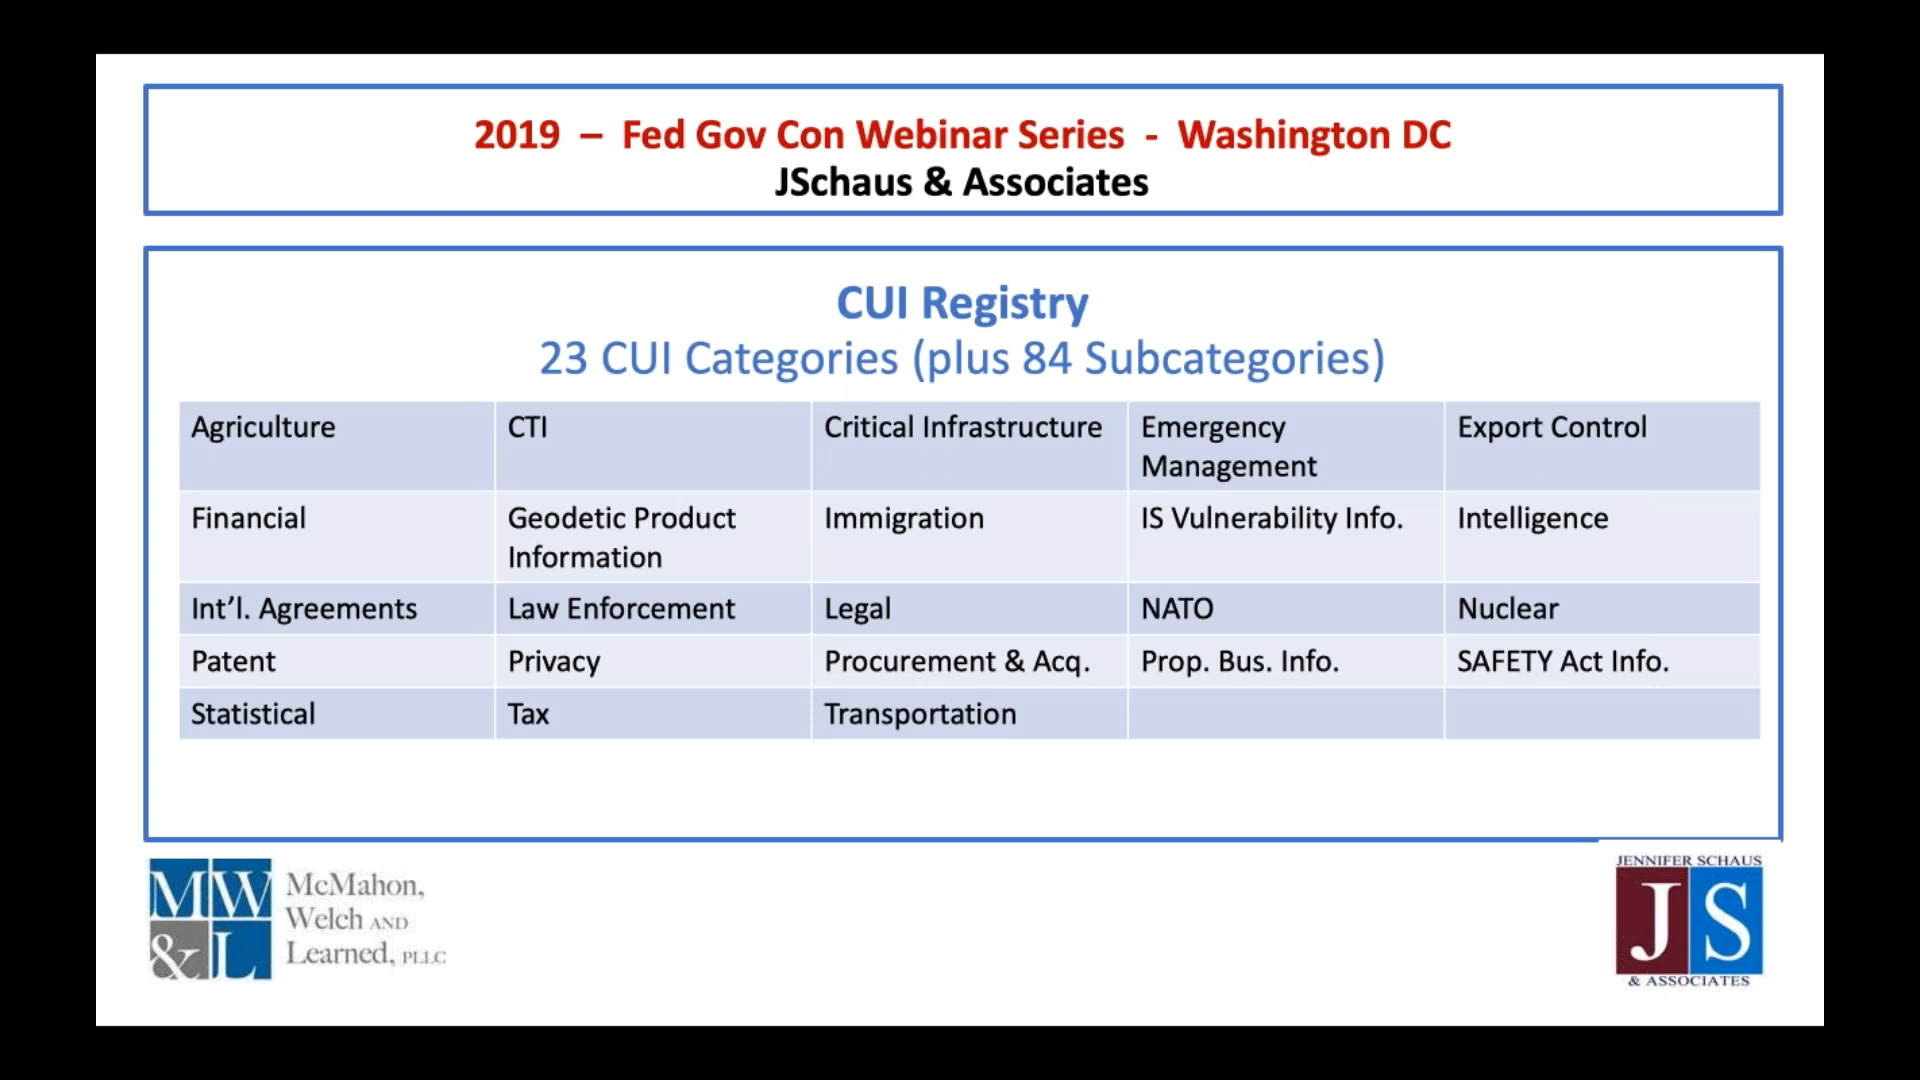 2019 – Fed Gov Con Webinar Series - Washington DC
JSchaus & Associates
CUI Registry
23 CUI Categories (plus 84 Subcategories)
Agriculture
CTI
Critical Infrastructure
Emergency
Management
Export Control
Financial
Geodetic Product
Information
Immigration
IS Vulnerability Info.
Intelligence
Int’l. Agreements
Law Enforcement
Legal
NATO
Nuclear
Patent
Privacy
Procurement & Acq.
Prop. Bus. Info.
SAFETY Act Info.
Statistical
Tax
Transportation
MW
&L
McMahon,
Welch AND
Learned, PLLC
JENNIFER SCHAUS
JS
& ASSOCIATES